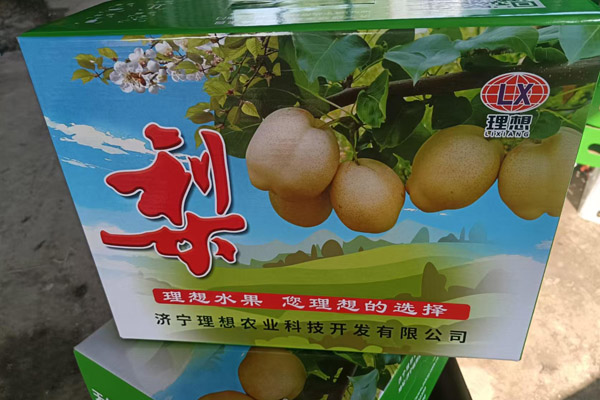 LX
理想
LIXIANG
梨
理想水果 您理想的选择
济宁理想农业科技开发有限公司